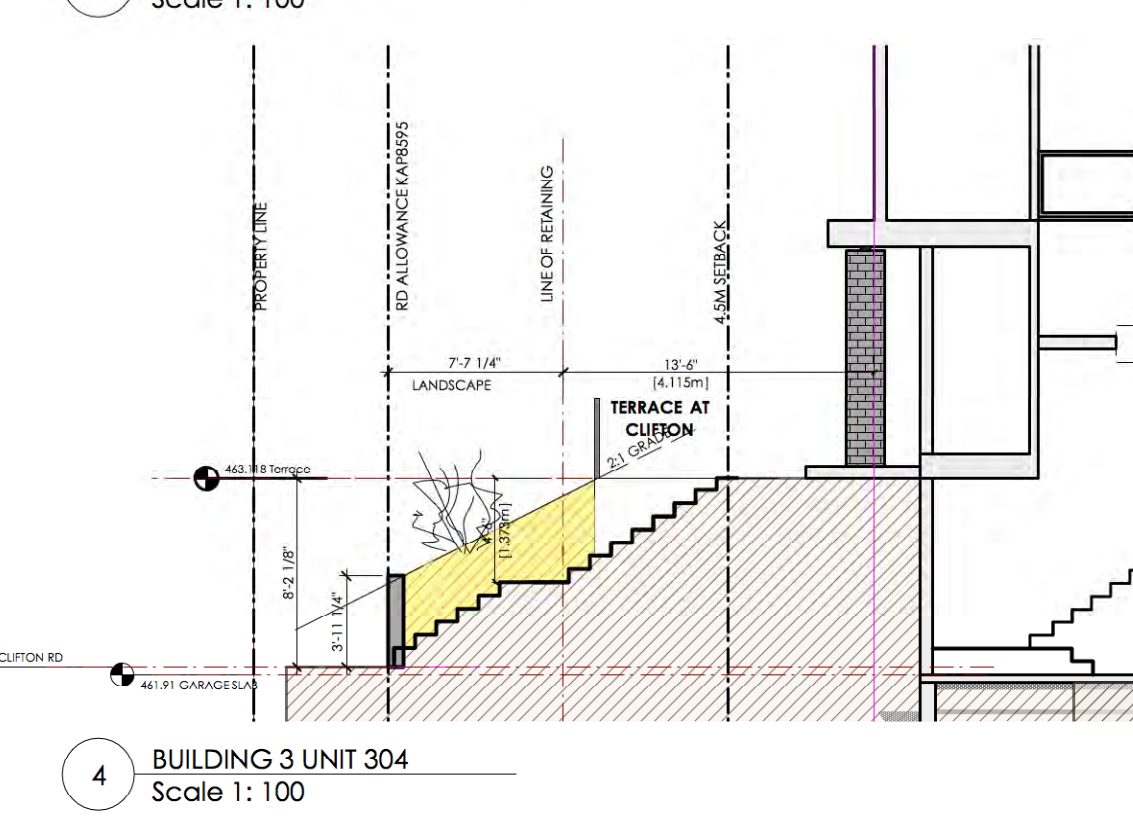 Scale 1: 100
PROPERTY LINE
RD ALLOWANCE KAP8595
LINE OF RETAINING
4.5M SETBACK
7'-7 1/4"
LANDSCAPE
13'-6"
[4.115m]
TERRACE AT
CLIFTON
2:1 GRADE
463.118 Terrace
[1.373m]
8'-2 1/8"
3'-11 1/4"
CLIFTON RD
461.91 GARAGE SLAB
4
BUILDING 3 UNIT 304
Scale 1: 100